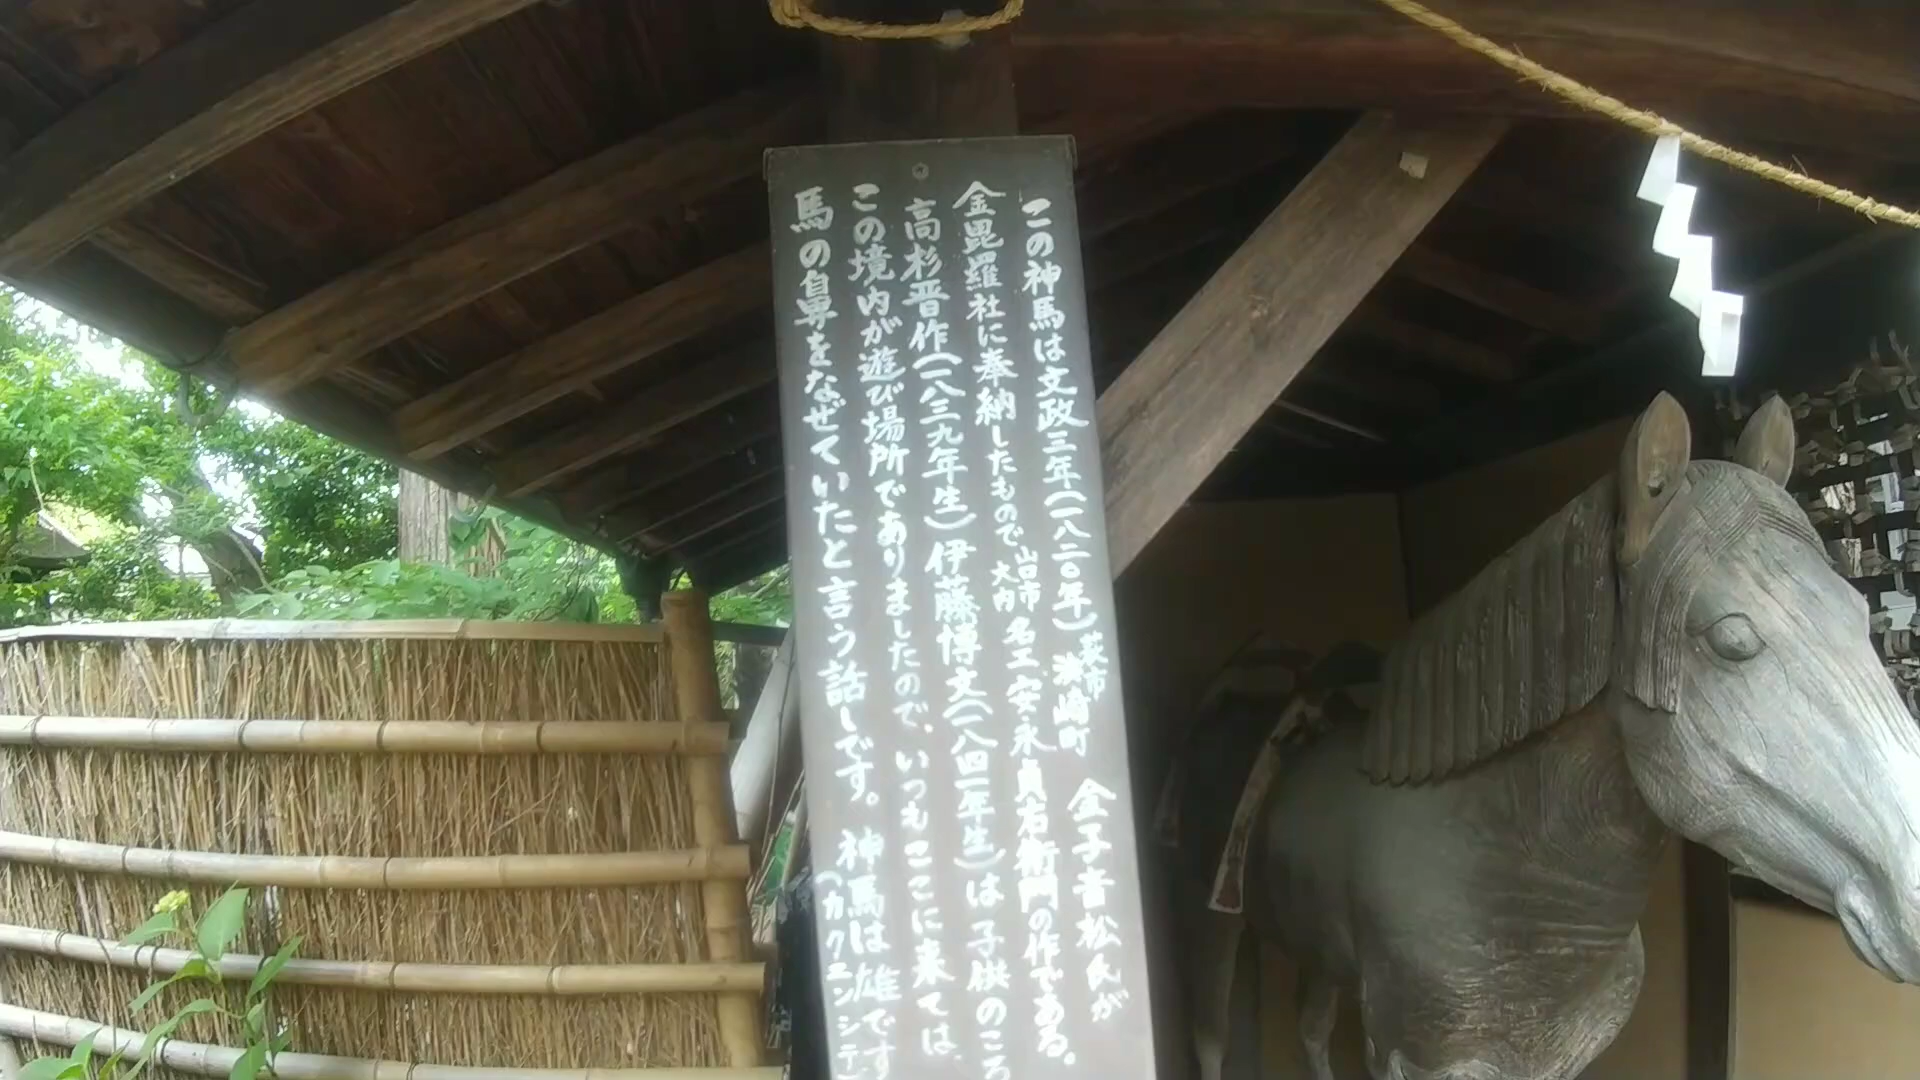 この神馬は文政三年(一八二〇年)萩市浜崎町 金子音松氏が
金毘羅社に奉納したもので山口市大内名工、安永貞右衛門の作である。
高杉晋作(一八三九年生)伊藤博文(一八四一年生)は子供のころ
この境内が遊び場所でありましたので、いつもここに来ては、
馬の鼻をなぜていたと言う話しです。神馬は雄です
(カクエンシテ